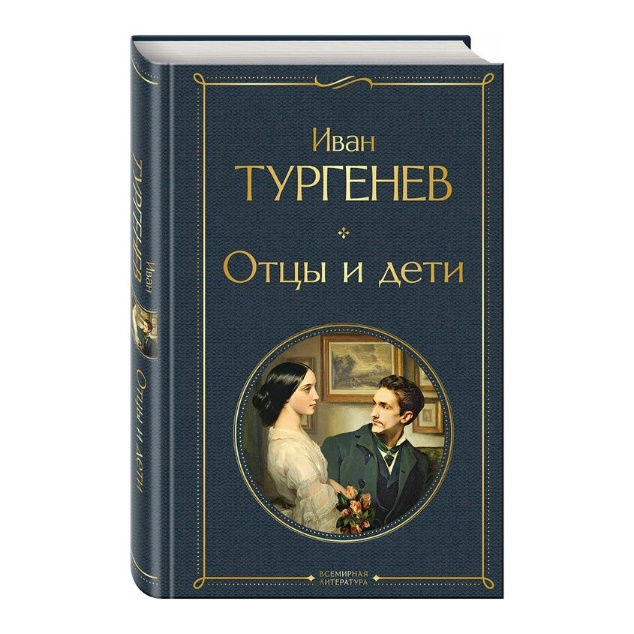 Иван
ТУРГЕНЕВ
Отцы и дети
ВСЕМИРНАЯ
ЛИТЕРАТУРА
Иван
ТУРГЕНЕВ
Отцы и дети